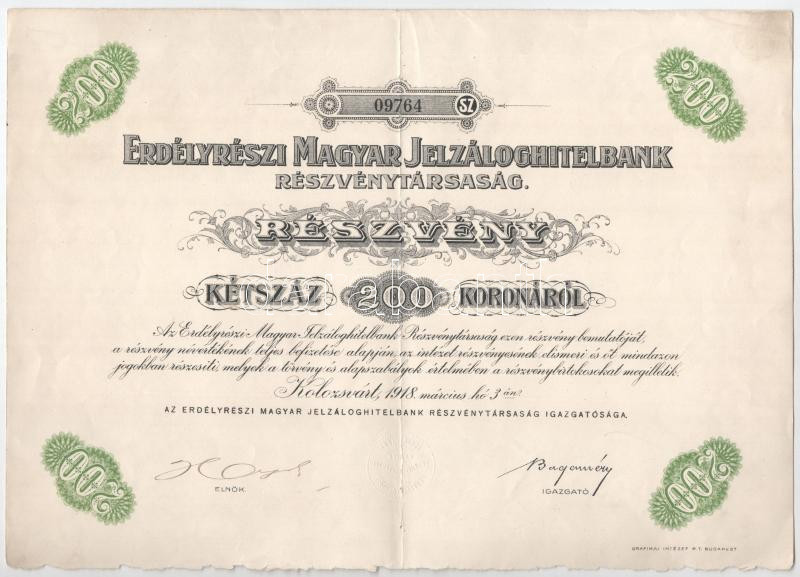 200
200
09764 SZ
ERDÉLYRÉSZI MAGYAR JELZÁLOGHITELBANK
RÉSZVÉNYTÁRSASÁG.
RÉSZVÉNY
KÉTSZÁZ 200 KORONÁRÓL
Az Erdélyrészi Magyar Jelzáloghitelbank Részvénytársaság ezen részvény bemutatóját,
a részvény névértékének teljes befizetése alapján, az intézet részvényesének elismeri és őt mindazon
jogokban részesíti, melyek a törvény és alapszabályok értelmében a részvénybirtokosokat megilletik.
Kolozsvárt, 1918. március hó 3 án.
AZ ERDÉLYRÉSZI MAGYAR JELZÁLOGHITELBANK RÉSZVÉNYTÁRSASÁG IGAZGATÓSÁGA.
Bagaméry
ELNÖK.
IGAZGATÓ.
200
200
GRAFIKAI INTÉZET R.T. BUDAPEST